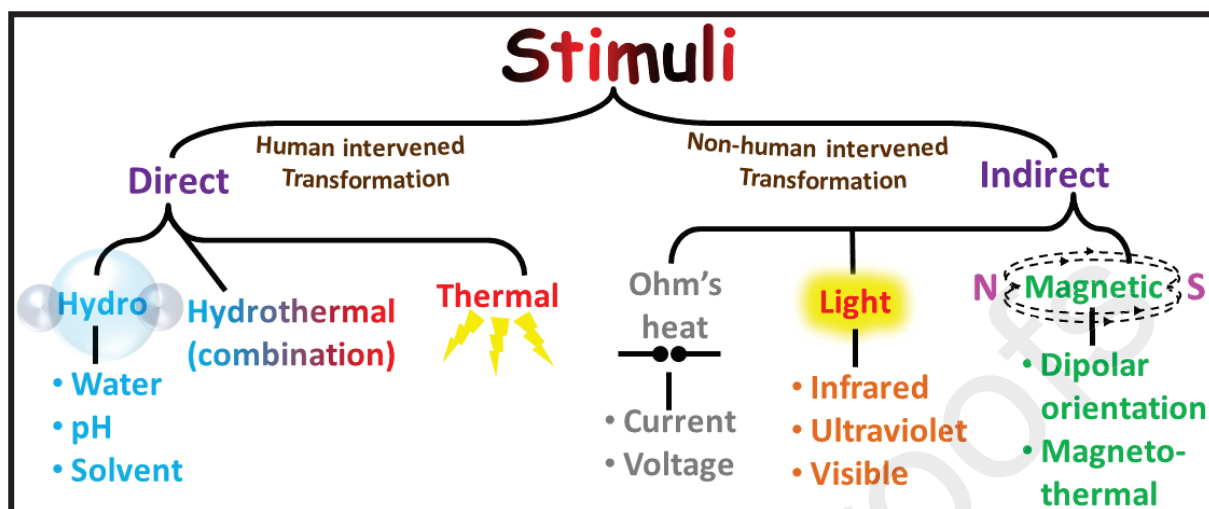 Stimuli
Human intervened
Transformation
Non-human intervened
Transformation
Direct
Indirect
Hydro
Hydrothermal
(combination)
Thermal
Ohm's
heat
Light
N Magnetic S
• Water
• pH
• Solvent
• Current
• Voltage
• Infrared
• Ultraviolet
• Visible
• Dipolar
orientation
• Magneto-
thermal
oofs